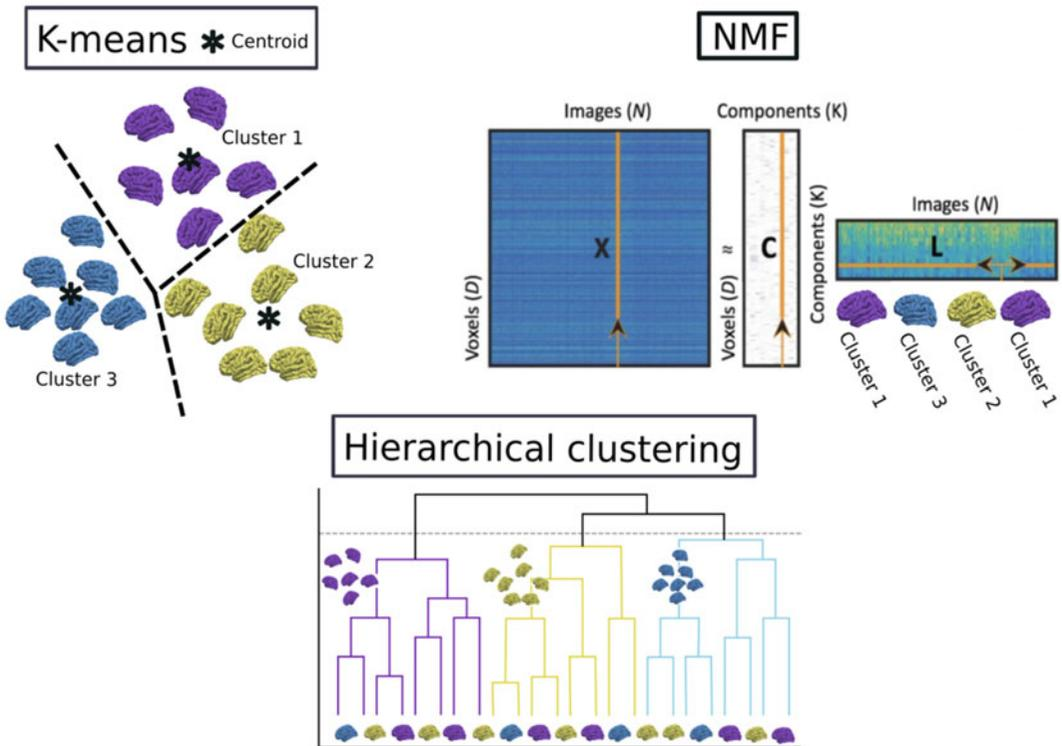 K-means * Centroid
Cluster 1
Cluster 2
Cluster 3
NMF
Images (N)
Components (K)
Voxels (D)
X
≈
Voxels (D)
C
Components (K)
Images (N)
L
Cluster 1
Cluster 3
Cluster 2
Cluster 1
Hierarchical clustering